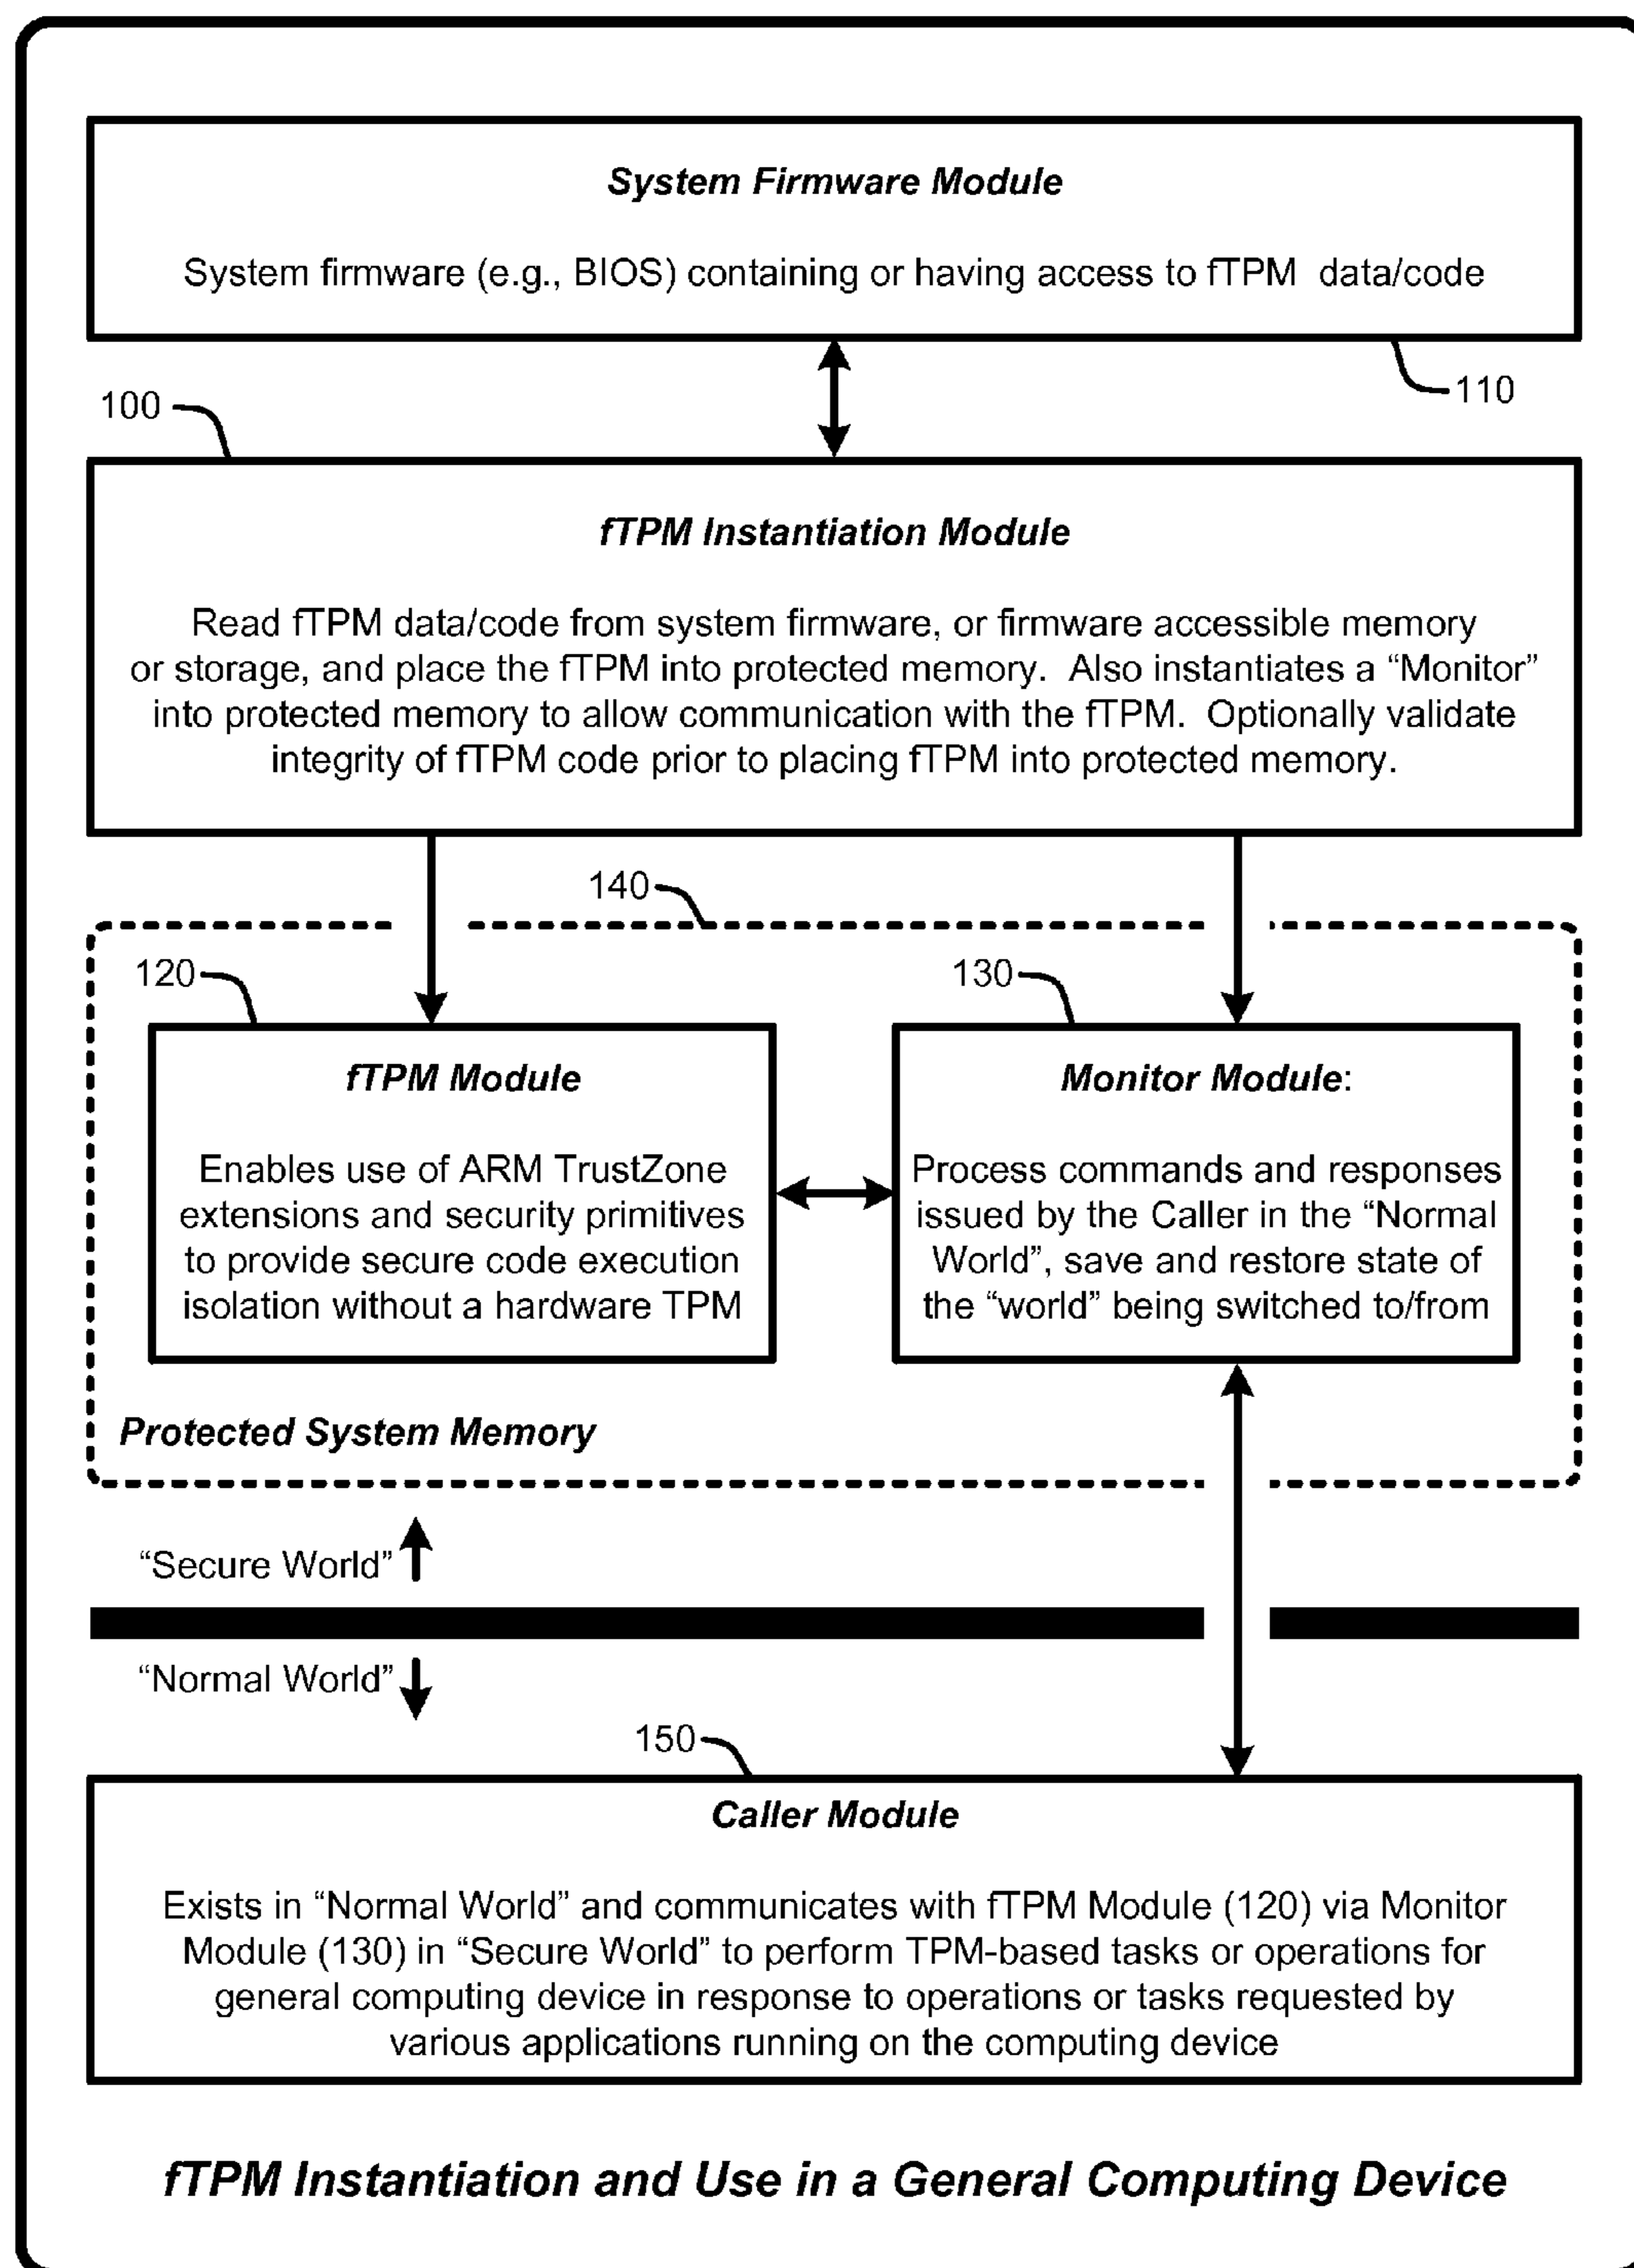 System Firmware Module
System firmware (e.g., BIOS) containing or having access to fTPM data/code
110
100
fTPM Instantiation Module
Read fTPM data/code from system firmware, or firmware accessible memory
or storage, and place the fTPM into protected memory. Also instantiates a “Monitor”
into protected memory to allow communication with the fTPM. Optionally validate
integrity of fTPM code prior to placing fTPM into protected memory.
140
120
130
fTPM Module
Enables use of ARM TrustZone
extensions and security primitives
to provide secure code execution
isolation without a hardware TPM
Monitor Module:
Process commands and responses
issued by the Caller in the “Normal
World”, save and restore state of
the “world” being switched to/from
Protected System Memory
“Secure World”
“Normal World”
150
Caller Module
Exists in “Normal World” and communicates with fTPM Module (120) via Monitor
Module (130) in “Secure World” to perform TPM-based tasks or operations for
general computing device in response to operations or tasks requested by
various applications running on the computing device
fTPM Instantiation and Use in a General Computing Device